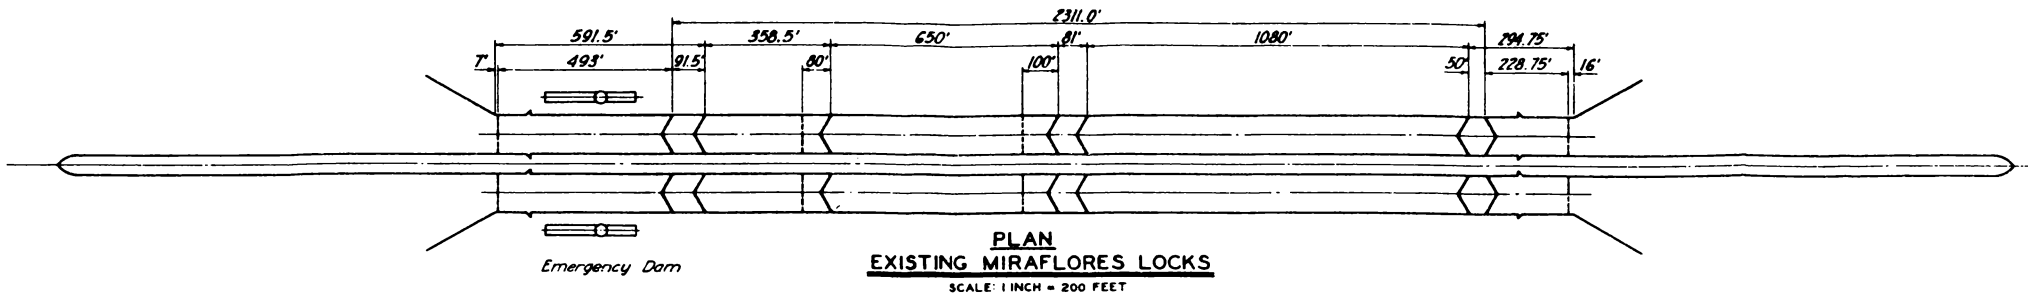 2311.0'
591.5' 358.5' 650' 81' 1080' 294.75'
7' 493' 91.5' 80' 100' 50' 228.75' 16'
PLAN
EXISTING MIRAFLORES LOCKS
SCALE: 1 INCH = 200 FEET
Emergency Dam